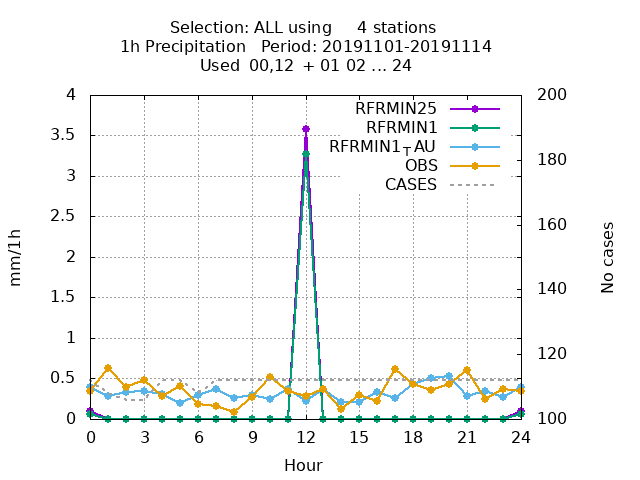 Selection: ALL using     4 stations
1h Precipitation   Period: 20191101-20191114
Used  00,12  + 01 02 ... 24
4
3.5
3
2.5
2
1.5
1
0.5
0
200
180
160
140
120
100
RFRMIN25
RFRMIN1
RFRMIN1TAU
OBS
CASES
mm/1h
No cases
0 3 6 9 12 15 18 21 24
Hour